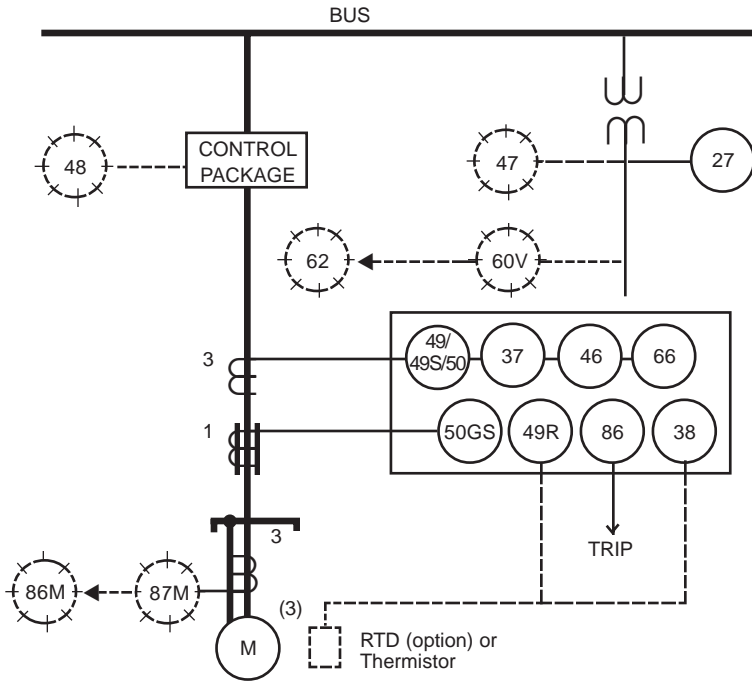 BUS
CONTROL
PACKAGE
48
47
27
62
60V
3
49/
49S/50
37
46
66
1
50GS
49R
86
38
3
TRIP
86M
87M
(3)
M
RTD (option) or
Thermistor